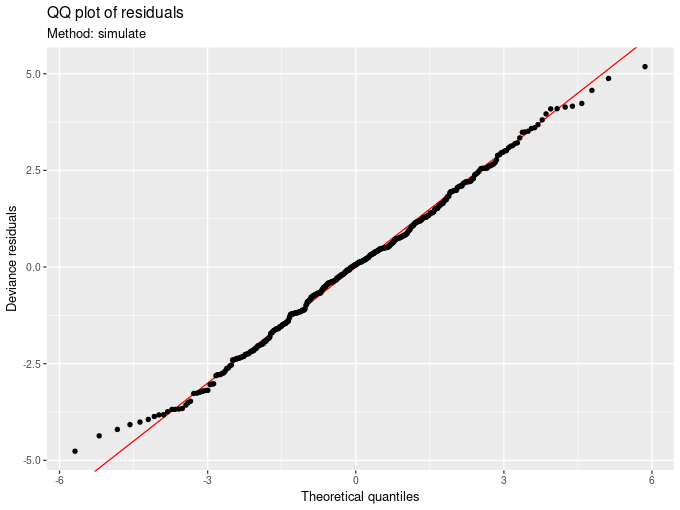 QQ plot of residuals
Method: simulate
Deviance residuals
5.0
2.5
0.0
-2.5
-5.0
-6
-3
0
3
6
Theoretical quantiles